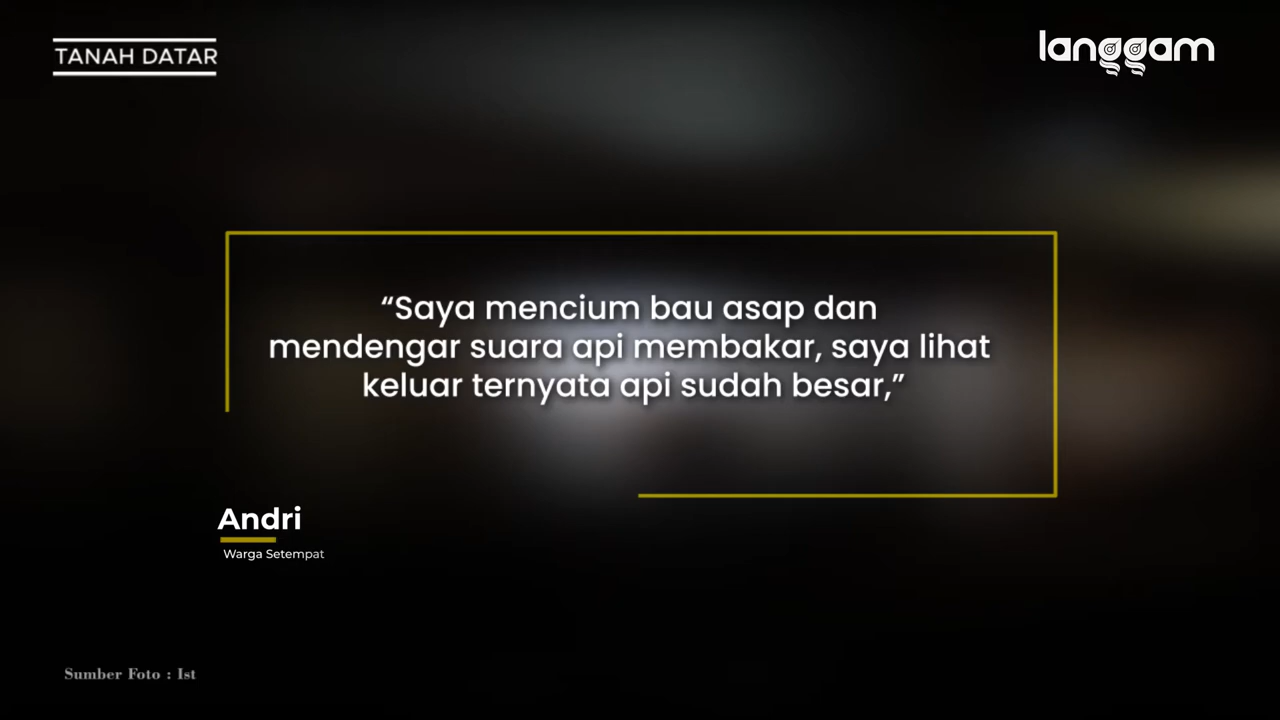 TANAH DATAR
langgam
“Saya mencium bau asap dan
mendengar suara api membakar, saya lihat
keluar ternyata api sudah besar,”
Andri
Warga Setempat
Sumber Foto : Ist